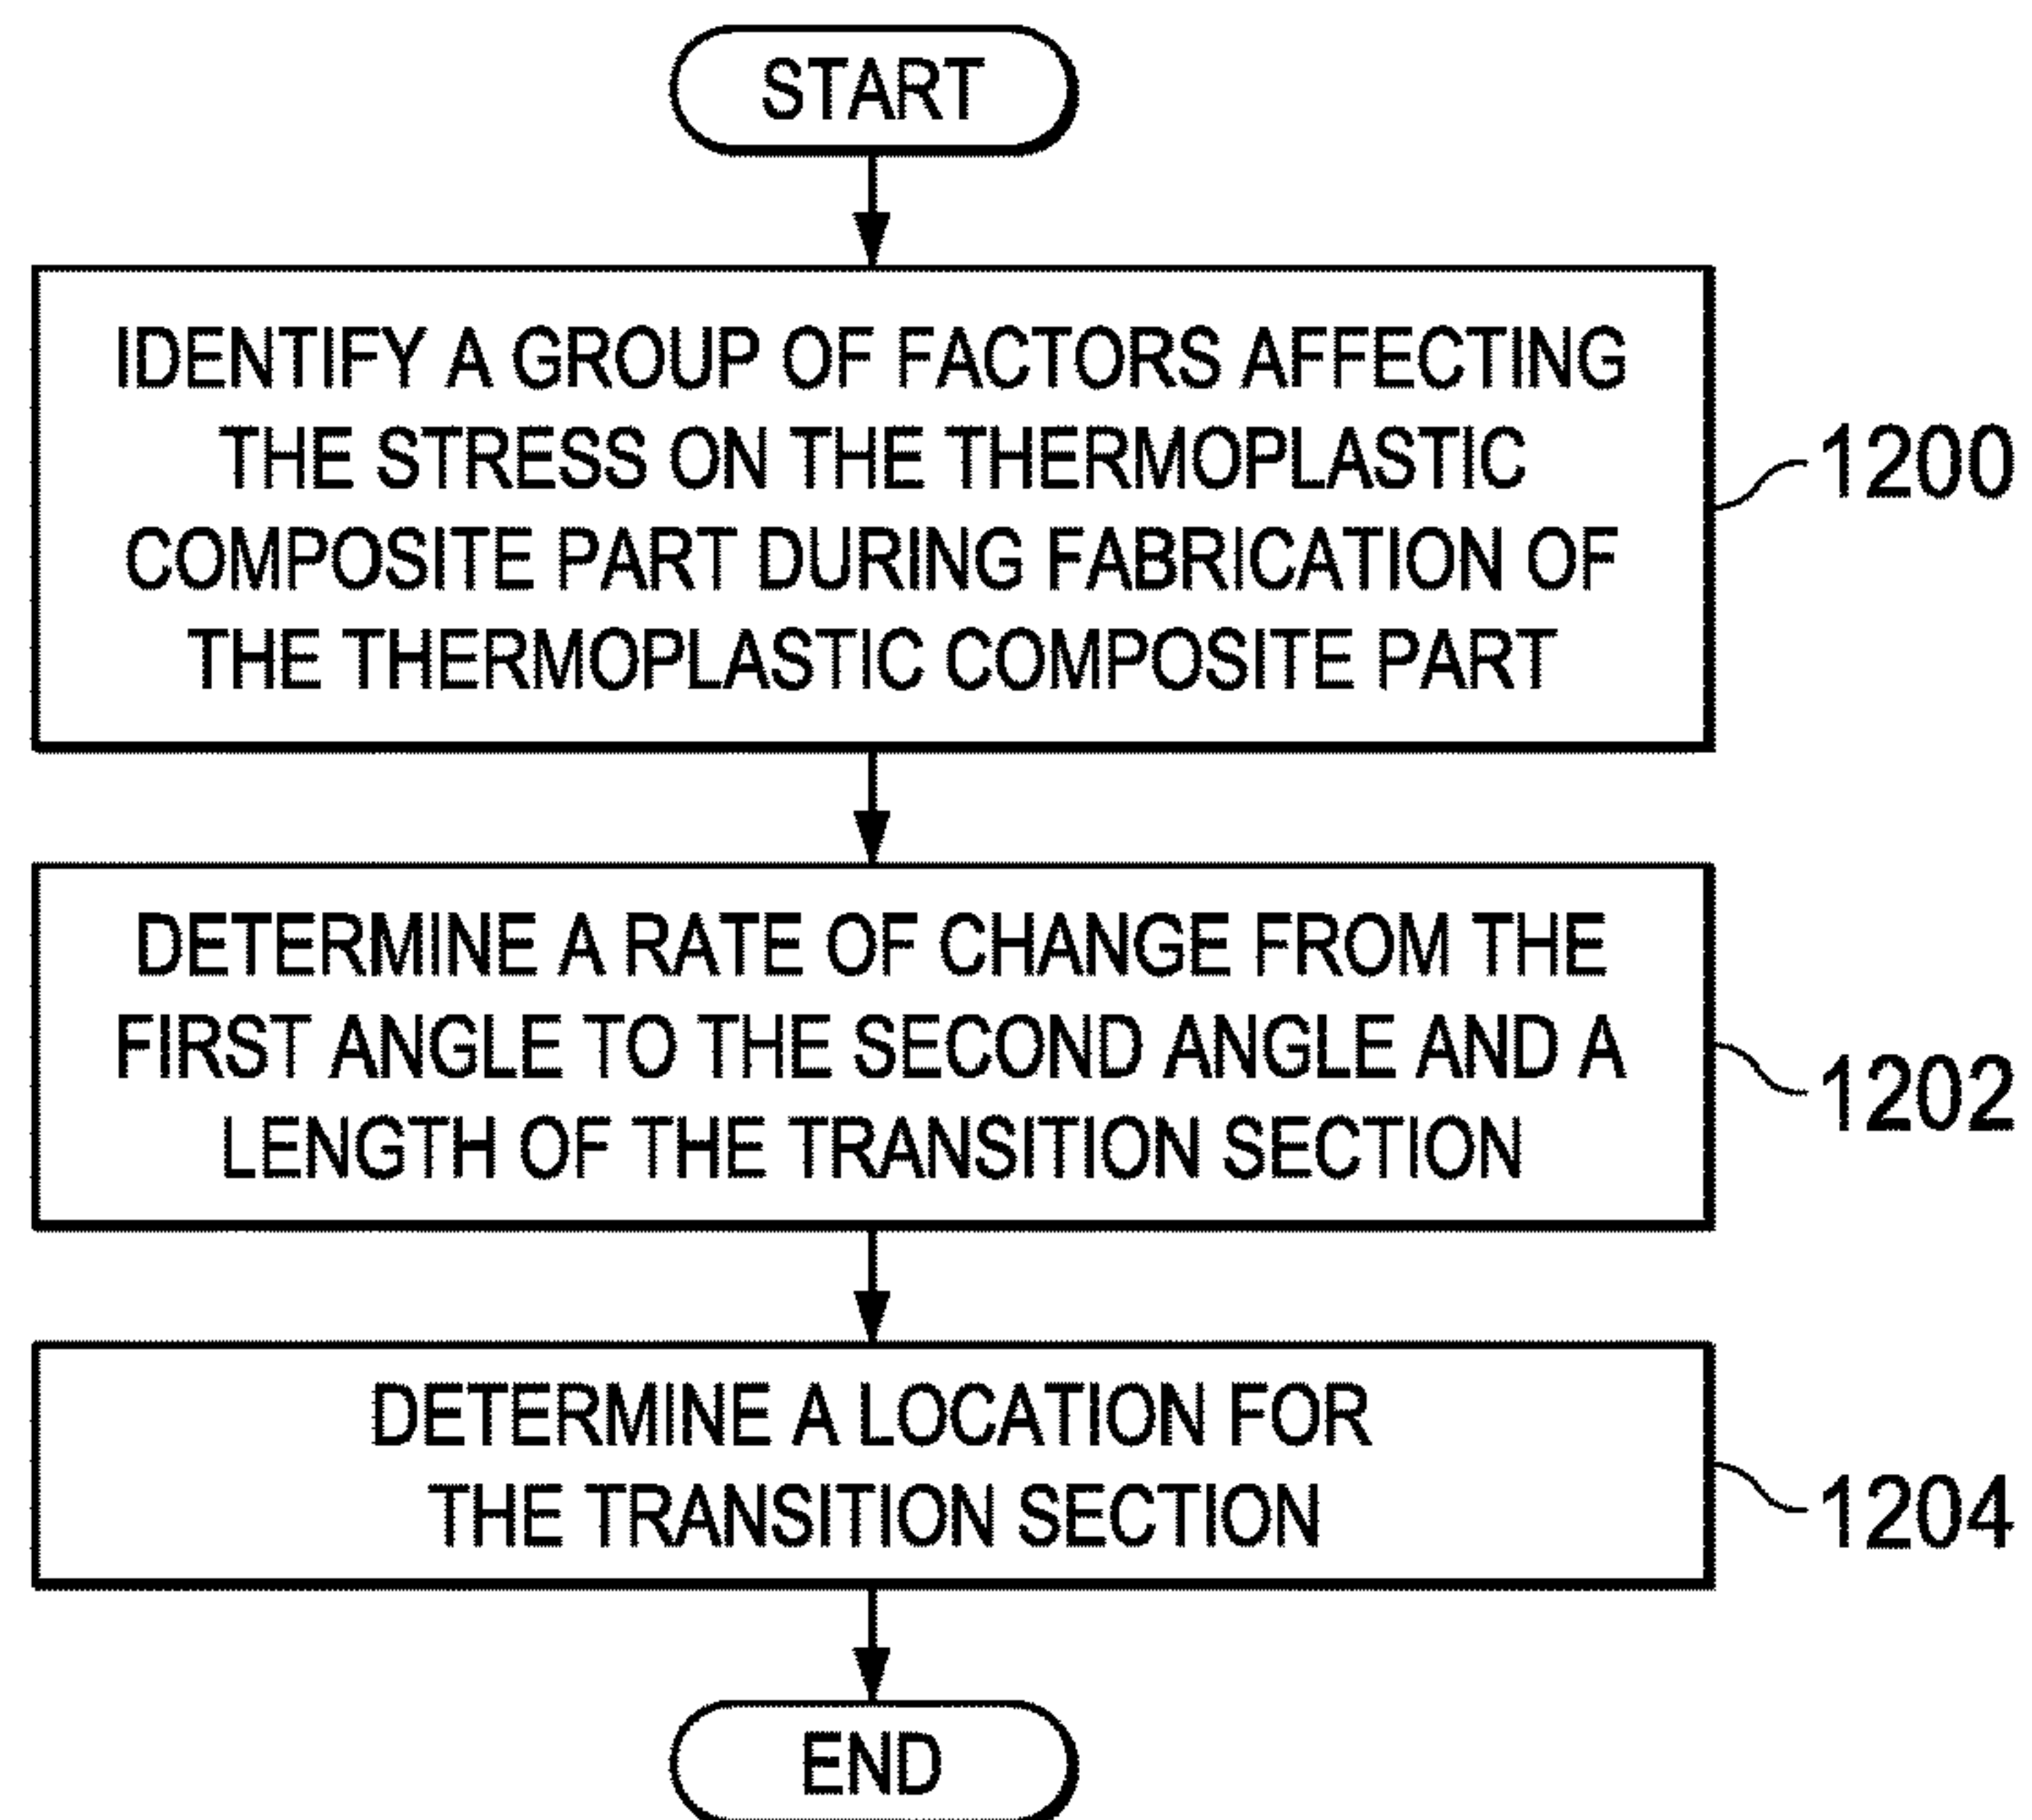 START
IDENTIFY A GROUP OF FACTORS AFFECTING
THE STRESS ON THE THERMOPLASTIC
COMPOSITE PART DURING FABRICATION OF
THE THERMOPLASTIC COMPOSITE PART
1200
DETERMINE A RATE OF CHANGE FROM THE
FIRST ANGLE TO THE SECOND ANGLE AND A
LENGTH OF THE TRANSITION SECTION
1202
DETERMINE A LOCATION FOR
THE TRANSITION SECTION
1204
END